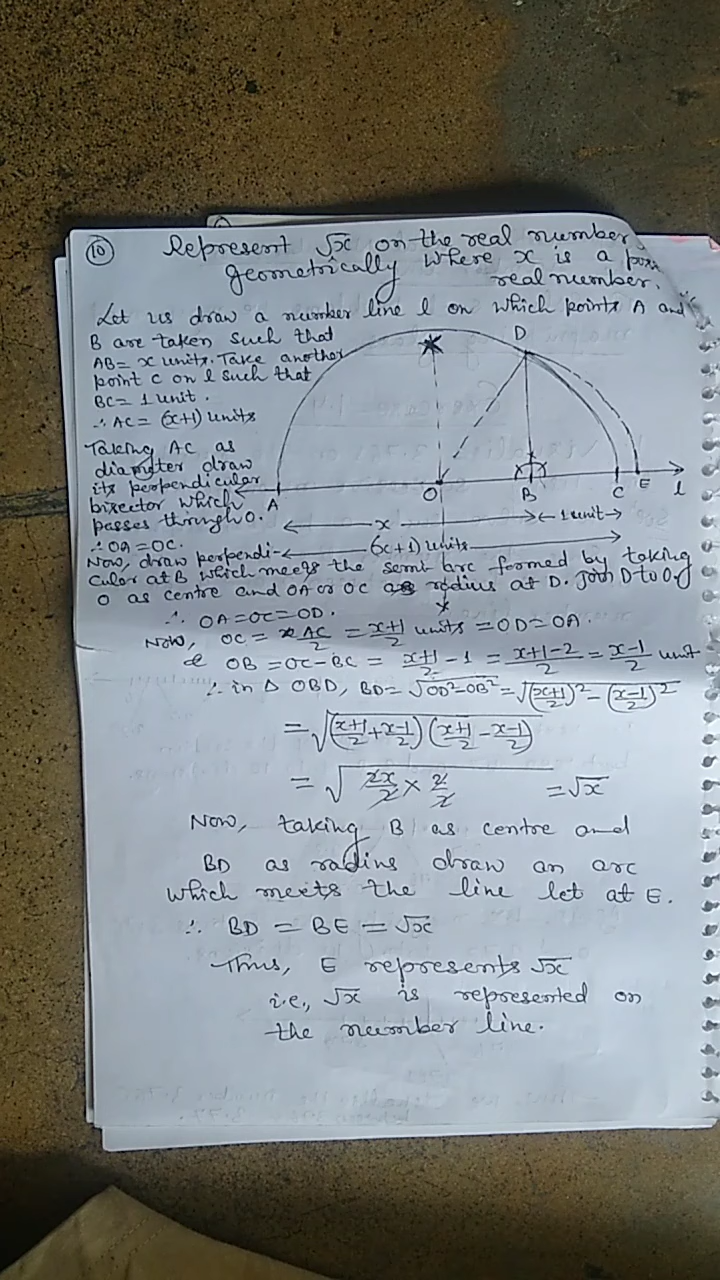 10 Represent √x on the real number
geometrically where x is a
real number.
Let us draw a number line l on which points A and
B are taken such that
AB = x units. Take another
point C on l such that
BC = 1 unit.
∴ AC = (x+1) units
Taking AC as
diameter draw
its perpendicular
bisector which
passes through O.
∴ OA = OC.
D
A O B C E l
x 1 unit
(x+1) units
Now, draw perpendi-
cular at B which meets the semi arc formed by taking
O as centre and OA or OC as radius at D. Join D to O.
∴ OA = OC = OD.
Now, OC = AC/2 = x+1/2 units = OD = OA.
& OB = OC - BC = x+1/2 - 1 = x+1-2/2 = x-1/2 unit
∴ in Δ OBD, BD = √OD²-OB² = √(x+1/2)² - (x-1/2)²
= √(x+1/2 + x-1/2) (x+1/2 - x-1/2)
= √2x/2 × 2/2 = √x
Now, taking B as centre and
BD as radius draw an arc
which meets the line let at E.
∴ BD = BE = √x
Thus, E represents √x
i.e., √x is represented on
the number line.